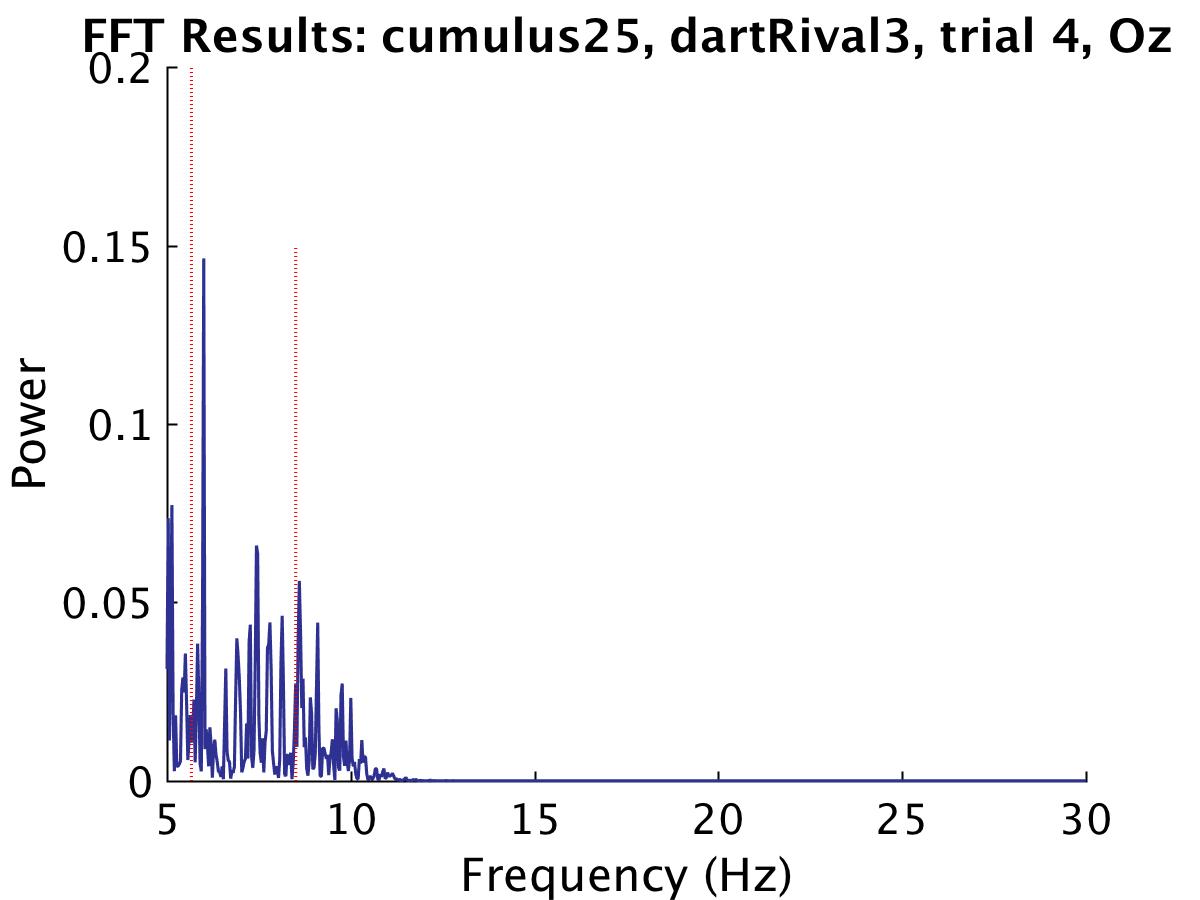 FFT Results: cumulus25, dartRival3, trial 4, Oz
0.2
0.15
0.1
0.05
0
Power
5 10 15 20 25 30
Frequency (Hz)